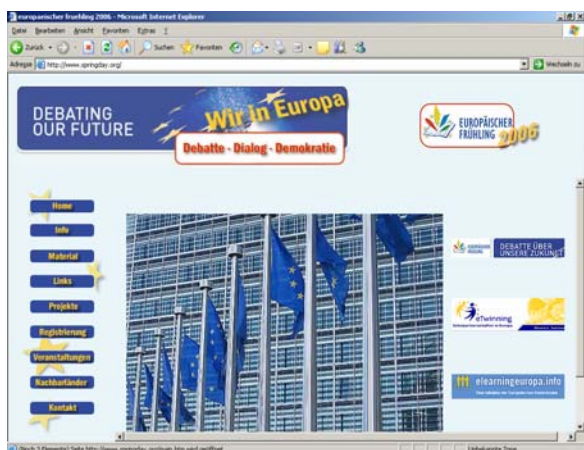 europaeischer fruehling 2006 - Microsoft Internet Explorer
Datei Bearbeiten Ansicht Favoriten Extras ?
Zurück Suchen Favoriten
Adresse http://www.springday.org/ Wechseln zu
DEBATING
OUR FUTURE
Wir in Europa
Debatte - Dialog - Demokratie
EUROPÄISCHER
FRÜHLING 2006
Home
Info
Material
Links
Projekte
Registrierung
Veranstaltungen
Nachbarländer
Kontakt
DEBATTE ÜBER
UNSERE ZUKUNFT
eTwinning
elearningeuropa.info